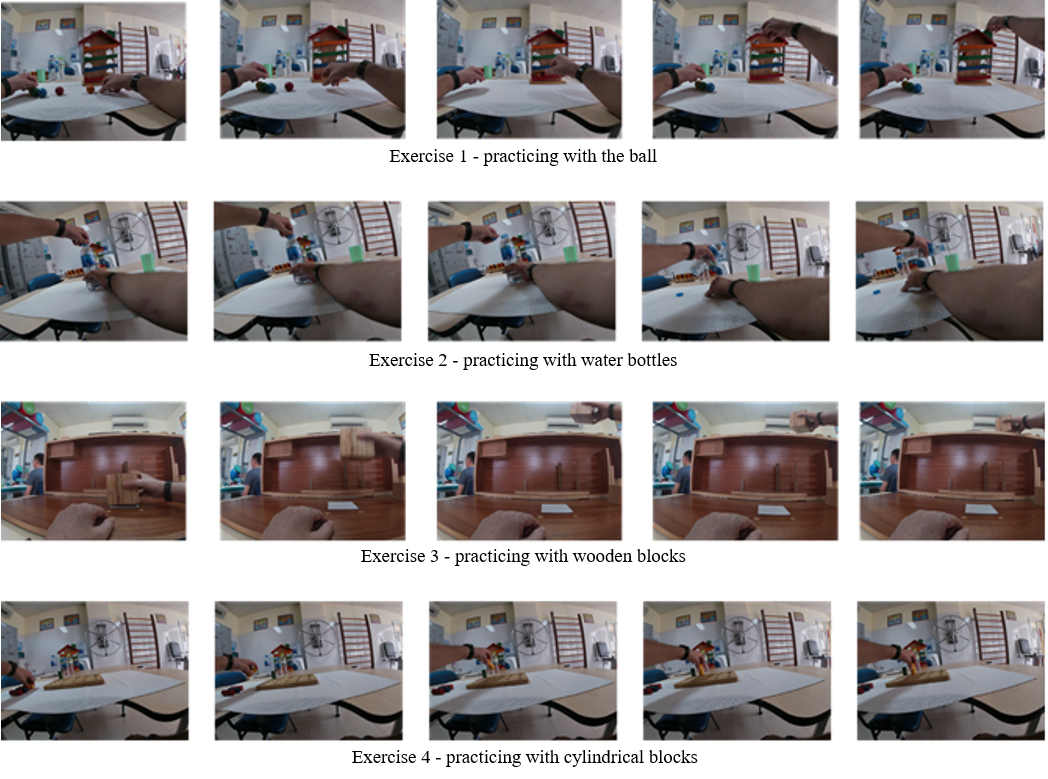 Exercise 1 - practicing with the ball
Exercise 2 - practicing with water bottles
Exercise 3 - practicing with wooden blocks
Exercise 4 - practicing with cylindrical blocks